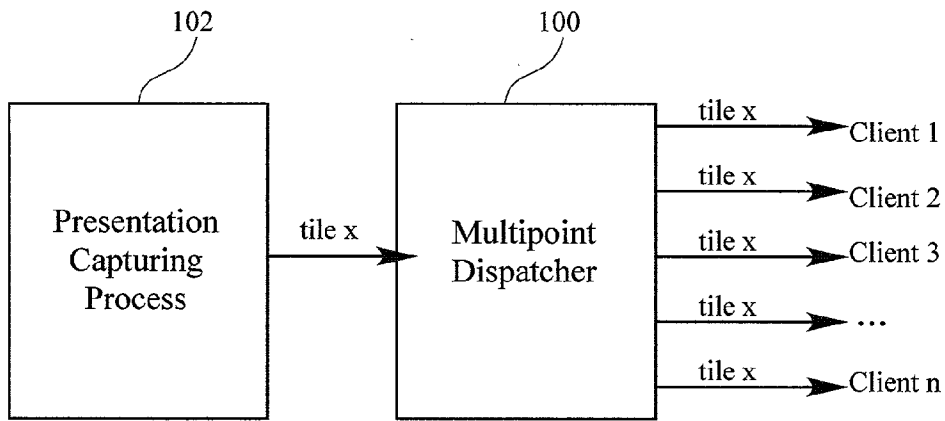 102
100
Presentation
Capturing
Process
tile x
Multipoint
Dispatcher
tile x
Client 1
tile x
Client 2
tile x
Client 3
tile x
...
tile x
Client n